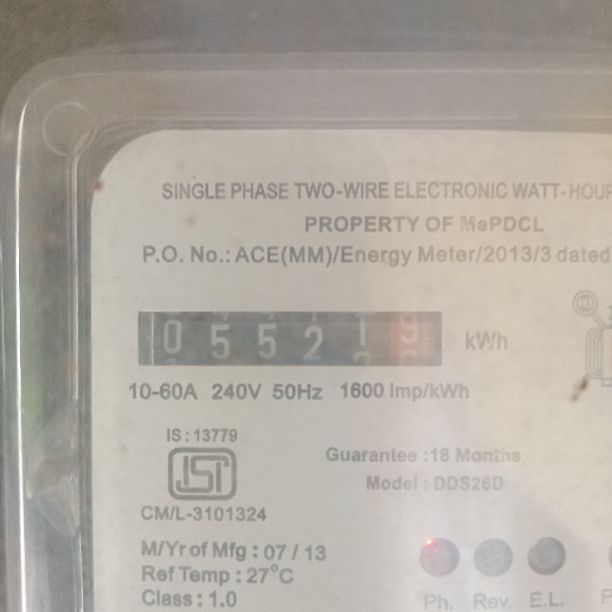 SINGLE PHASE TWO-WIRE ELECTRONIC WATT-HOUR
PROPERTY OF MePDCL
P.O. No.: ACE(MM)/Energy Meter/2013/3 dated
0 5 5 2 1 9 kWh
10-60A 240V 50Hz 1600 Imp/kWh
IS : 13779
ISI
CM/L-3101324
Guarantee :18 Months
Model : DDS26D
M/Yr of Mfg : 07 / 13
Ref Temp : 27°C
Class : 1.0
Ph. Rev. E.L.